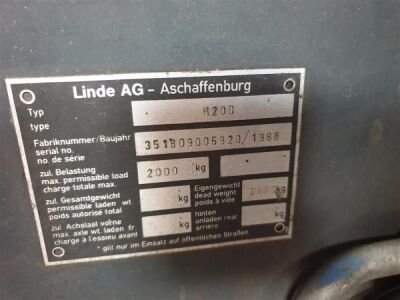 Linde AG - Aschaffenburg
Typ
type
H20D
Fabriknummer/Baujahr
serial no.
no. de série
351809006920/1988
zul. Belastung
max. permissible load
charge totale max.
2000 kg
kg
zul. Gesamtgewicht
permissible laden wt
poids autorisé total
kg
Eigengewicht
dead weight
poids à vide
kg
zul Achslast vorne
max. axle wt. laden fr
charge à l'essieu avant
kg
hinten
unladen rear
arrière
kg
* gilt nur im Einsatz auf öffentlichen Straßen